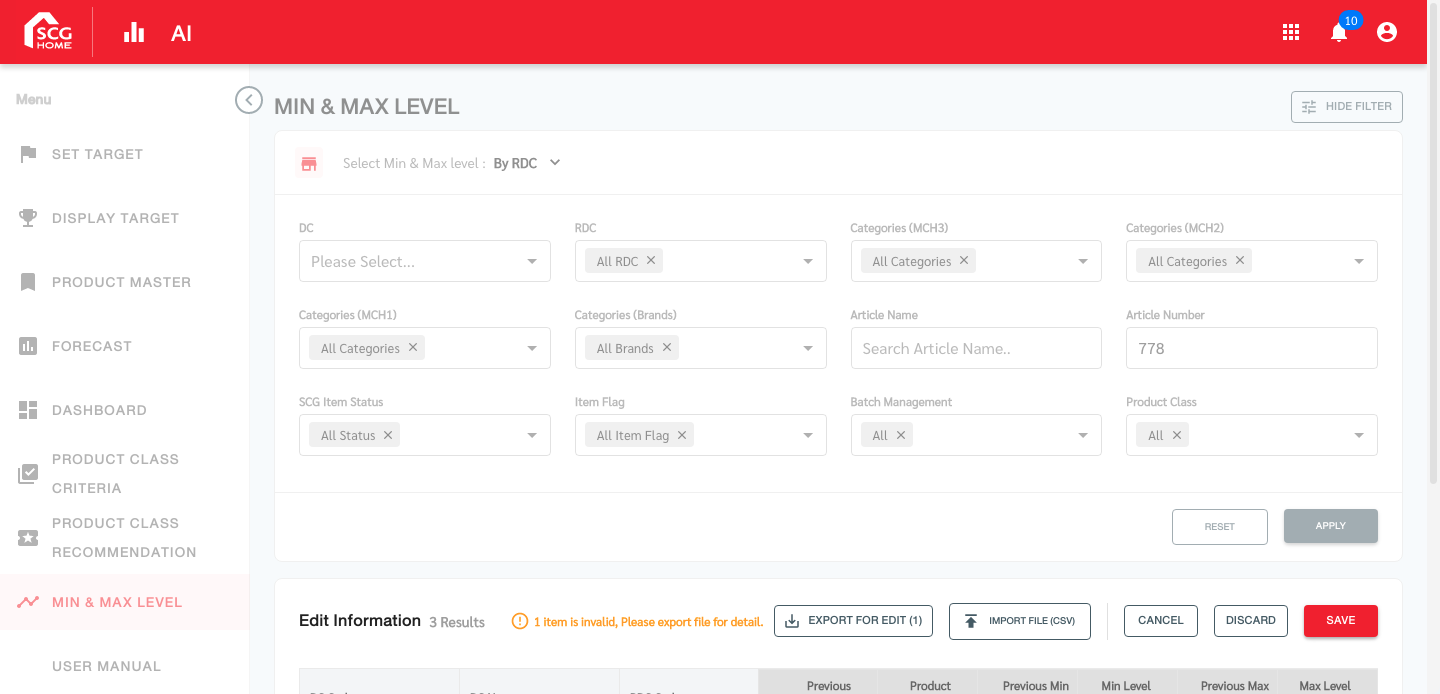 SCG
HOME
AI
10
Menu
MIN & MAX LEVEL
HIDE FILTER
SET TARGET
DISPLAY TARGET
PRODUCT MASTER
FORECAST
DASHBOARD
PRODUCT CLASS
CRITERIA
PRODUCT CLASS
RECOMMENDATION
MIN & MAX LEVEL
USER MANUAL
Select Min & Max level : By RDC
DC
RDC
Categories (MCH3)
Categories (MCH2)
Please Select...
All RDC
All Categories
All Categories
Categories (MCH1)
Categories (Brands)
Article Name
Article Number
All Categories
All Brands
Search Article Name..
778
SCG Item Status
Item Flag
Batch Management
Product Class
All Status
All Item Flag
All
All
RESET
APPLY
Edit Information 3 Results
1 item is invalid, Please export file for detail.
EXPORT FOR EDIT (1)
IMPORT FILE (CSV)
CANCEL
DISCARD
SAVE
Previous
Product
Previous Min
Min Level
Previous Max
Max Level